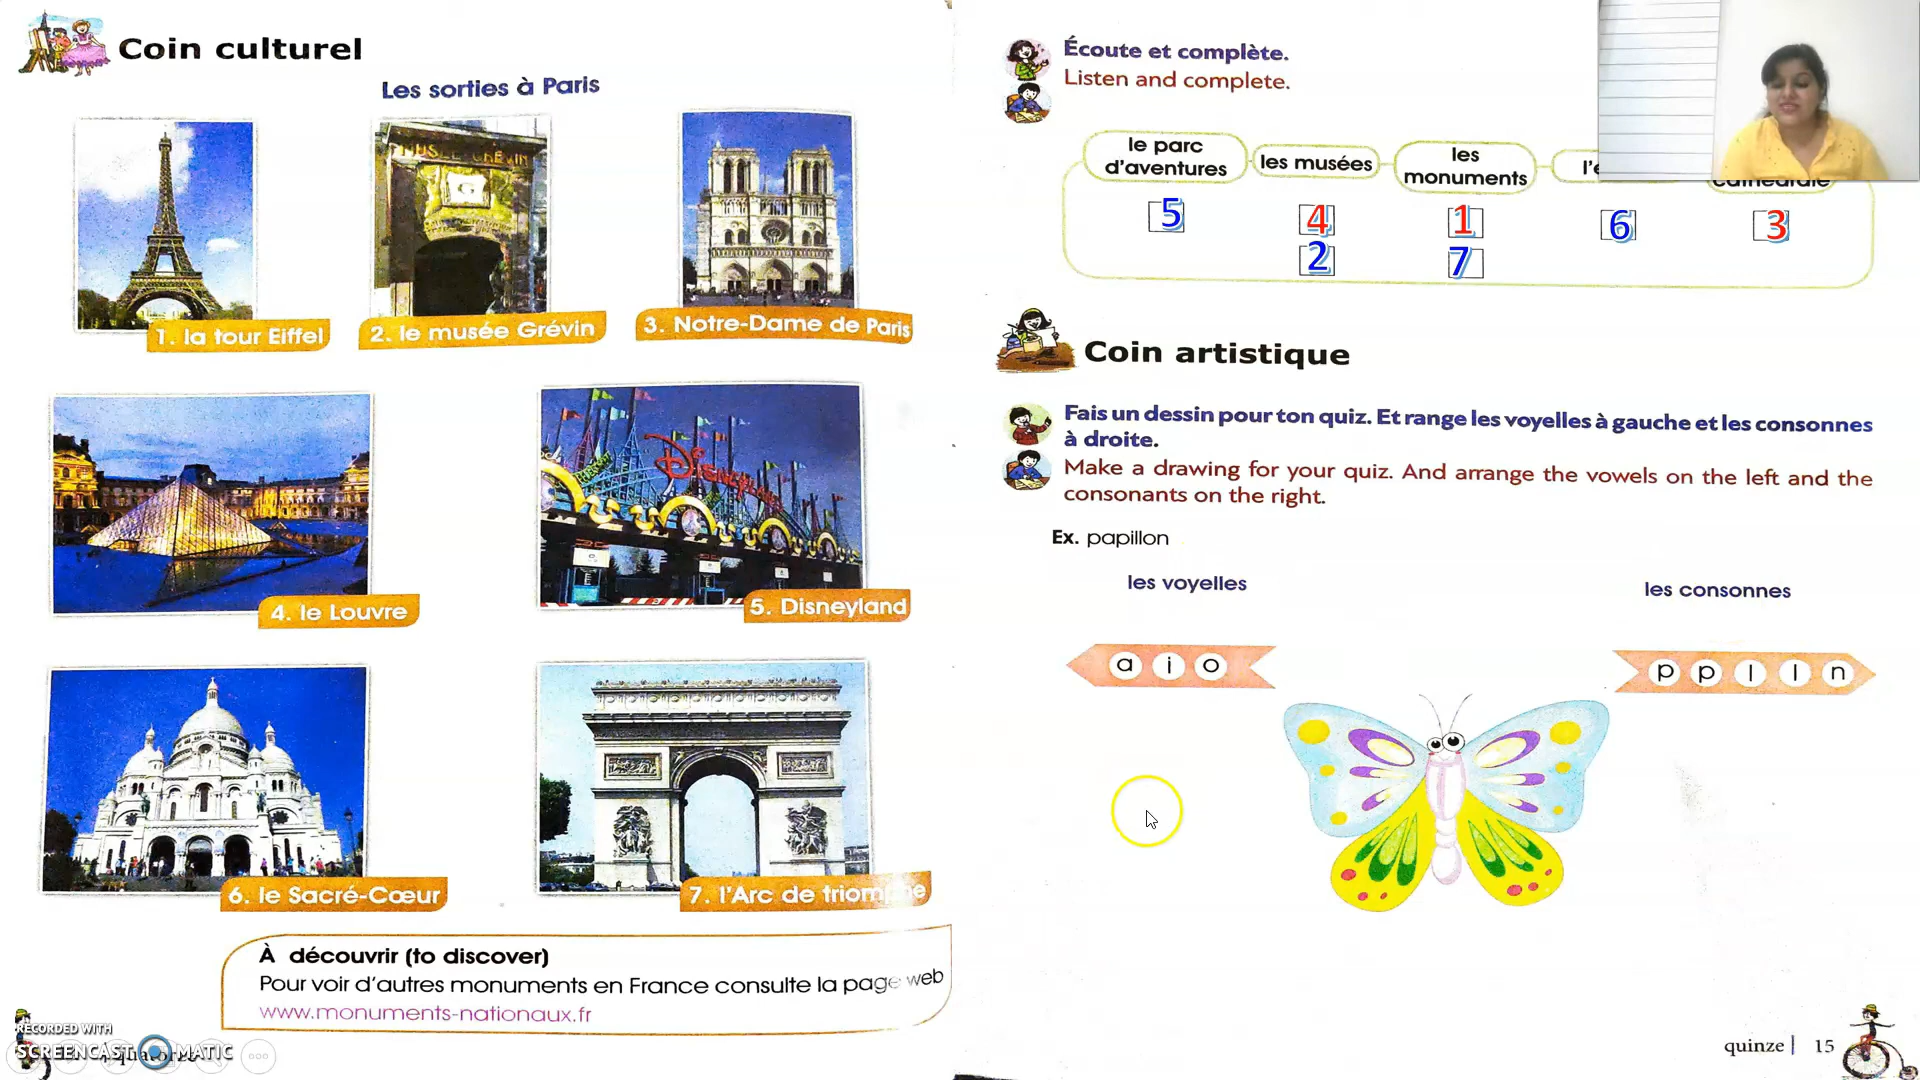 Coin culturel
Les sorties à Paris
MUSÉE GRÉVIN
G
1. la tour Eiffel
2. le musée Grévin
3. Notre-Dame de Paris
DISNEYLAND
4. le Louvre
5. Disneyland
6. le Sacré-Cœur
7. l'Arc de triomphe
À découvrir (to discover)
Pour voir d'autres monuments en France consulte la page web
www.monuments-nationaux.fr
RECORDED WITH
SCREENCAST MATIC
Écoute et complète.
Listen and complete.
le parc
d'aventures
les musées
les
monuments
cathédrale
5
4
1
6
3
2
7
Coin artistique
Fais un dessin pour ton quiz. Et range les voyelles à gauche et les consonnes
à droite.
Make a drawing for your quiz. And arrange the vowels on the left and the
consonants on the right.
Ex. papillon
les voyelles
les consonnes
a i o
p p l l n
quinze | 15